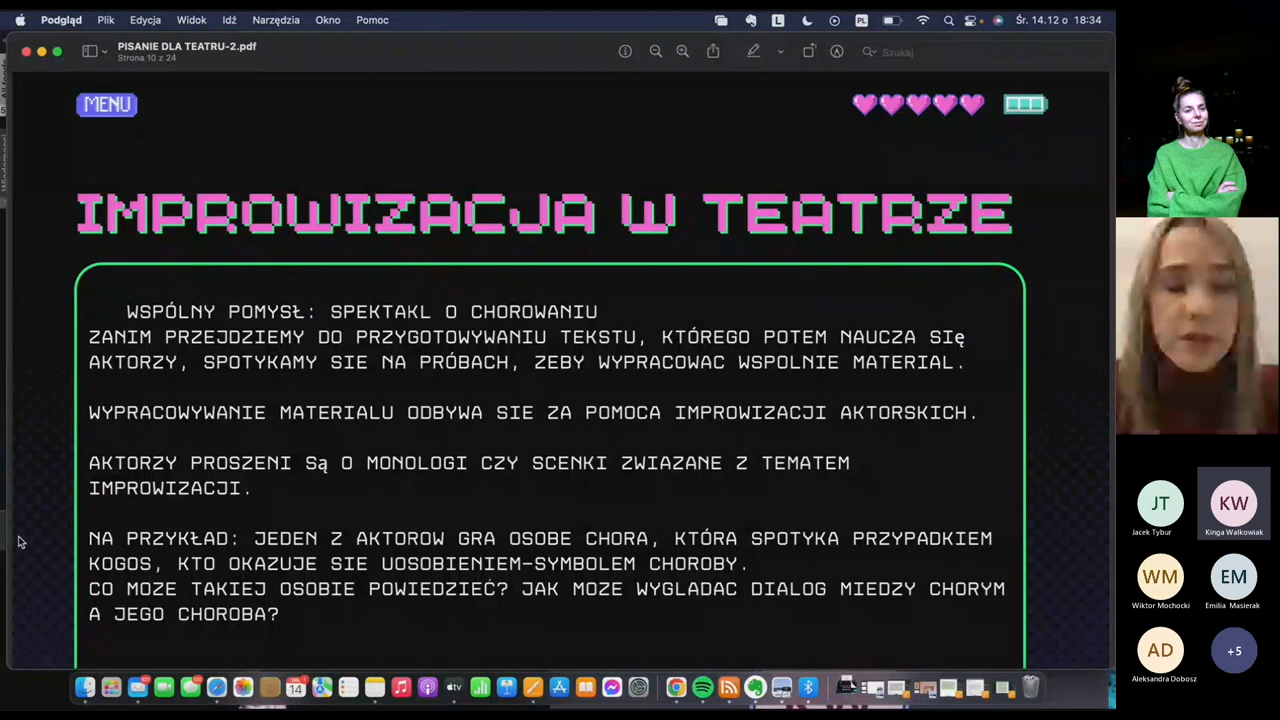 Podgląd Plik Edycja Widok Idź Narzędzia Okno Pomoc
L PL Śr. 14.12 o 18:34
PISANIE DLA TEATRU-2.pdf
Strona 10 z 24
Szukaj
MENU
IMPROWIZACJA W TEATRZE
WSPÓLNY POMYSŁ: SPEKTAKL O CHOROWANIU
ZANIM PRZEJDZIEMY DO PRZYGOTOWYWANIU TEKSTU, KTÓREGO POTEM NAUCZA SIĘ
AKTORZY, SPOTYKAMY SIE NA PRÓBACH, ZEBY WYPRACOWAC WSPOLNIE MATERIAL.
WYPRACOWYWANIE MATERIALU ODBYWA SIE ZA POMOCA IMPROWIZACJI AKTORSKICH.
AKTORZY PROSZENI Są O MONOLOGI CZY SCENKI ZWIAZANE Z TEMATEM
IMPROWIZACJI.
NA PRZYKŁAD: JEDEN Z AKTOROW GRA OSOBE CHORA, KTÓRA SPOTYKA PRZYPADKIEM
KOGOS, KTO OKAZUJE SIE UOSOBIENIEM-SYMBOLEM CHOROBY.
CO MOZE TAKIEJ OSOBIE POWIEDZIEĆ? JAK MOZE WYGLADAC DIALOG MIEDZY CHORYM
A JEGO CHOROBA?
JT KW
Jacek Tybur Kinga Walkowiak
WM EM
Wiktor Mochocki Emilia Masierak
AD +5
Aleksandra Dobosz
14
tv